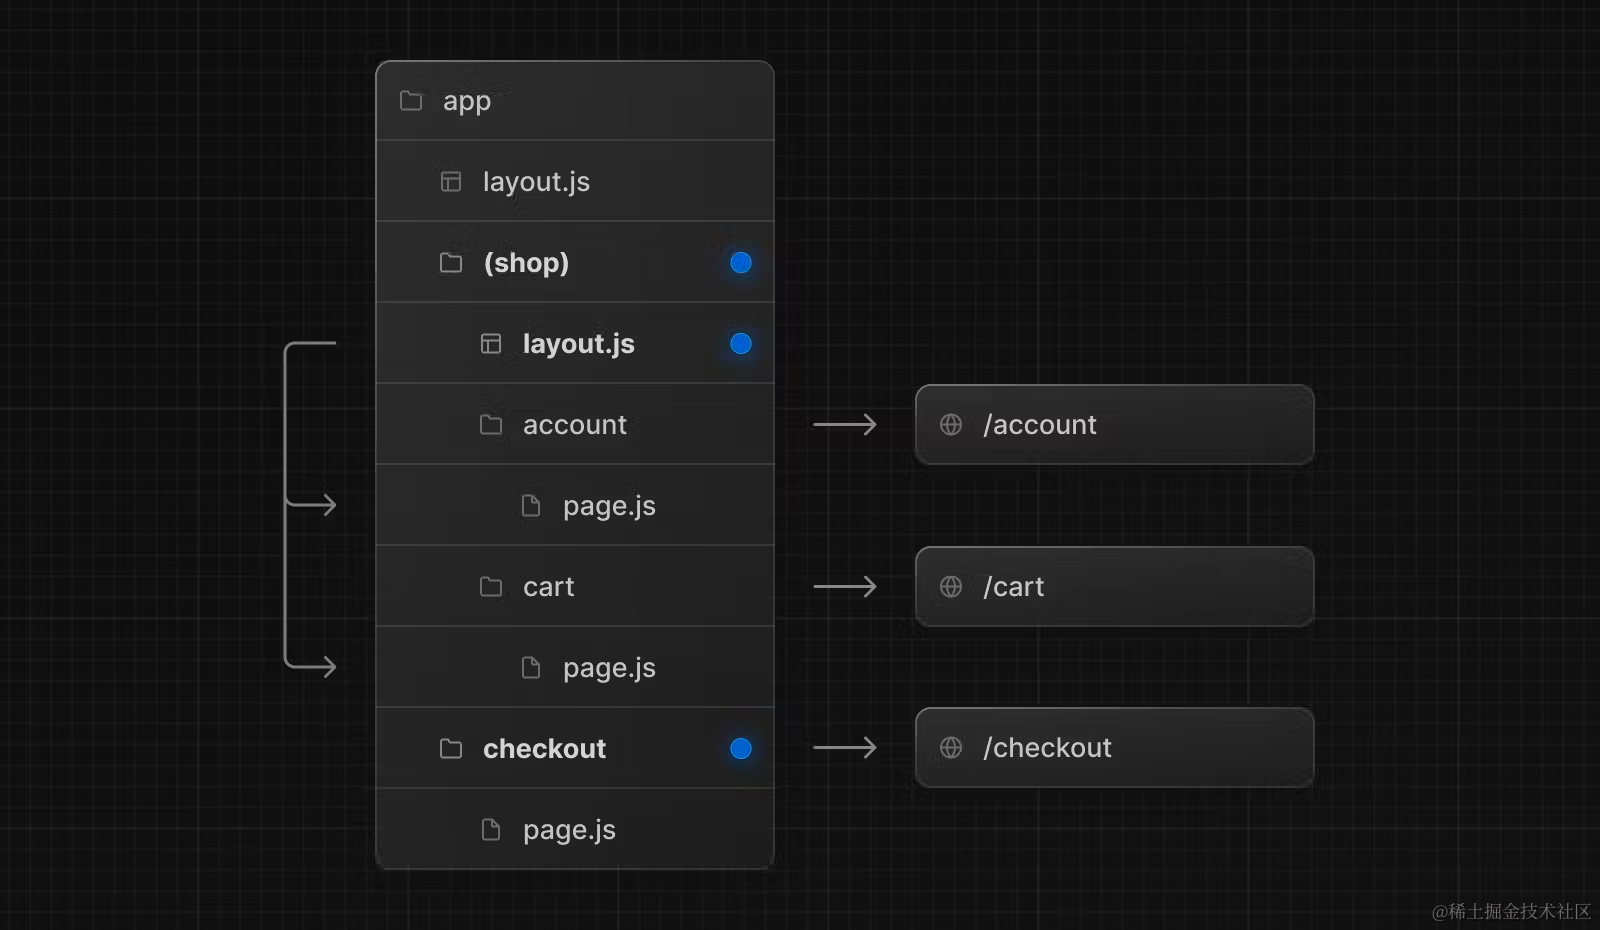 app
layout.js
(shop)
layout.js
account
/account
page.js
cart
/cart
page.js
checkout
/checkout
page.js
@稀土掘金技术社区